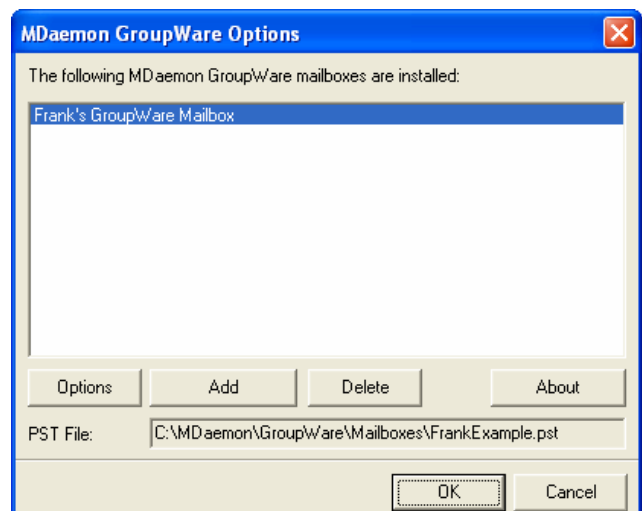 MDaemon GroupWare Options
The following MDaemon GroupWare mailboxes are installed:
Frank's GroupWare Mailbox
Options Add Delete About
PST File: C:\MDaemon\GroupWare\Mailboxes\FrankExample.pst
OK Cancel